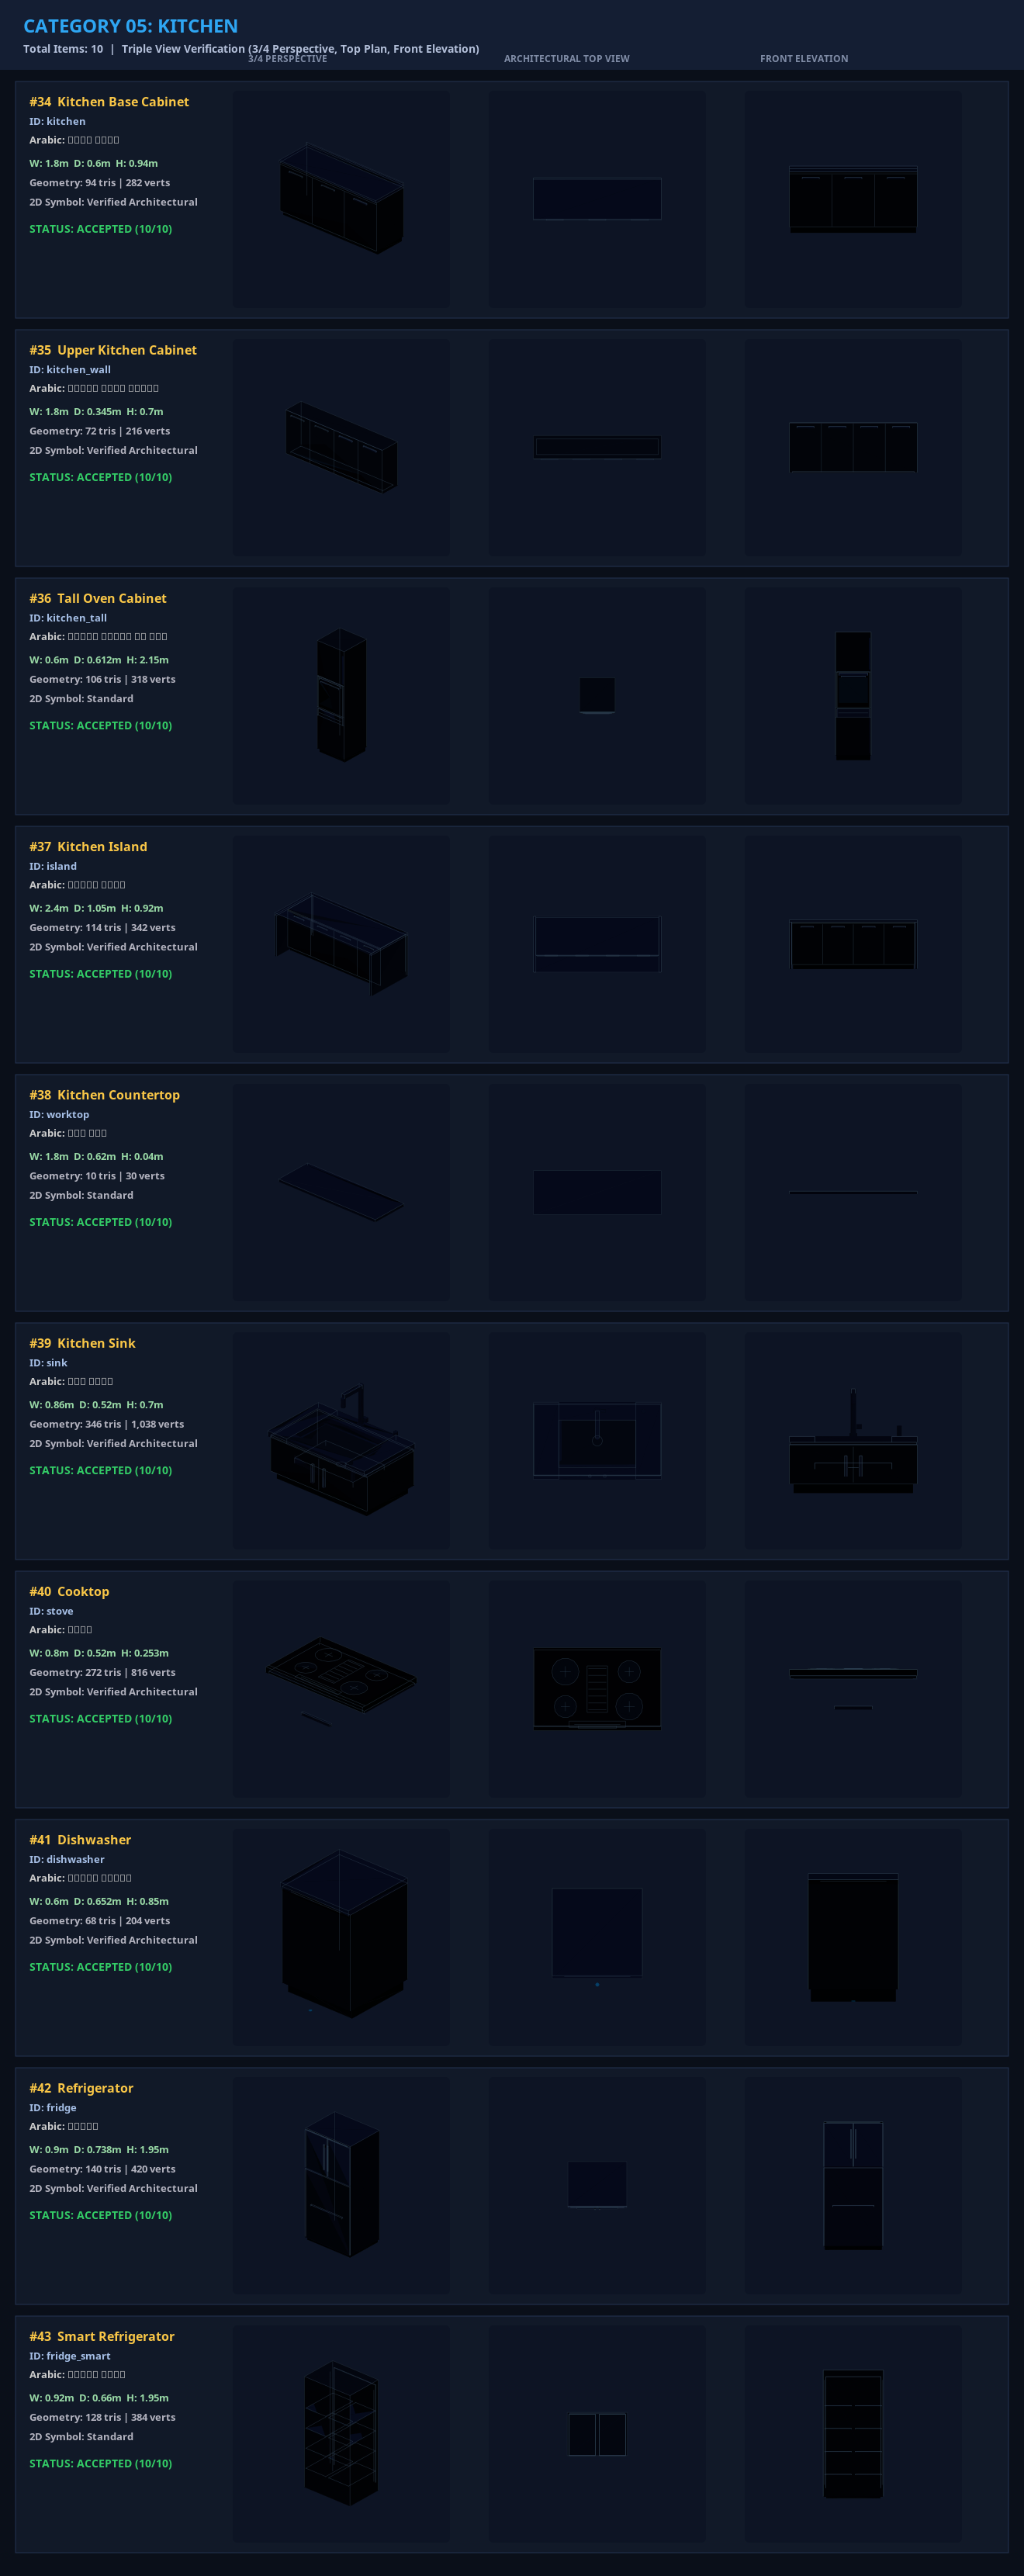 CATEGORY 05: KITCHEN
Total Items: 10 | Triple View Verification (3/4 Perspective, Top Plan, Front Elevation)
3/4 PERSPECTIVE
ARCHITECTURAL TOP VIEW
FRONT ELEVATION
#34 Kitchen Base Cabinet
ID: kitchen
Arabic: □□□□ □□□□
W: 1.8m D: 0.6m H: 0.94m
Geometry: 94 tris | 282 verts
2D Symbol: Verified Architectural
STATUS: ACCEPTED (10/10)
#35 Upper Kitchen Cabinet
ID: kitchen_wall
Arabic: □□□□□ □□□□ □□□□□
W: 1.8m D: 0.345m H: 0.7m
Geometry: 72 tris | 216 verts
2D Symbol: Verified Architectural
STATUS: ACCEPTED (10/10)
#36 Tall Oven Cabinet
ID: kitchen_tall
Arabic: □□□□□ □□□□□ □□ □□□
W: 0.6m D: 0.612m H: 2.15m
Geometry: 106 tris | 318 verts
2D Symbol: Standard
STATUS: ACCEPTED (10/10)
#37 Kitchen Island
ID: island
Arabic: □□□□□ □□□□
W: 2.4m D: 1.05m H: 0.92m
Geometry: 114 tris | 342 verts
2D Symbol: Verified Architectural
STATUS: ACCEPTED (10/10)
#38 Kitchen Countertop
ID: worktop
Arabic: □□□ □□□
W: 1.8m D: 0.62m H: 0.04m
Geometry: 10 tris | 30 verts
2D Symbol: Standard
STATUS: ACCEPTED (10/10)
#39 Kitchen Sink
ID: sink
Arabic: □□□ □□□□
W: 0.86m D: 0.52m H: 0.7m
Geometry: 346 tris | 1,038 verts
2D Symbol: Verified Architectural
STATUS: ACCEPTED (10/10)
#40 Cooktop
ID: stove
Arabic: □□□□
W: 0.8m D: 0.52m H: 0.253m
Geometry: 272 tris | 816 verts
2D Symbol: Verified Architectural
STATUS: ACCEPTED (10/10)
#41 Dishwasher
ID: dishwasher
Arabic: □□□□□ □□□□□
W: 0.6m D: 0.652m H: 0.85m
Geometry: 68 tris | 204 verts
2D Symbol: Verified Architectural
STATUS: ACCEPTED (10/10)
#42 Refrigerator
ID: fridge
Arabic: □□□□□
W: 0.9m D: 0.738m H: 1.95m
Geometry: 140 tris | 420 verts
2D Symbol: Verified Architectural
STATUS: ACCEPTED (10/10)
#43 Smart Refrigerator
ID: fridge_smart
Arabic: □□□□□ □□□□
W: 0.92m D: 0.66m H: 1.95m
Geometry: 128 tris | 384 verts
2D Symbol: Standard
STATUS: ACCEPTED (10/10)